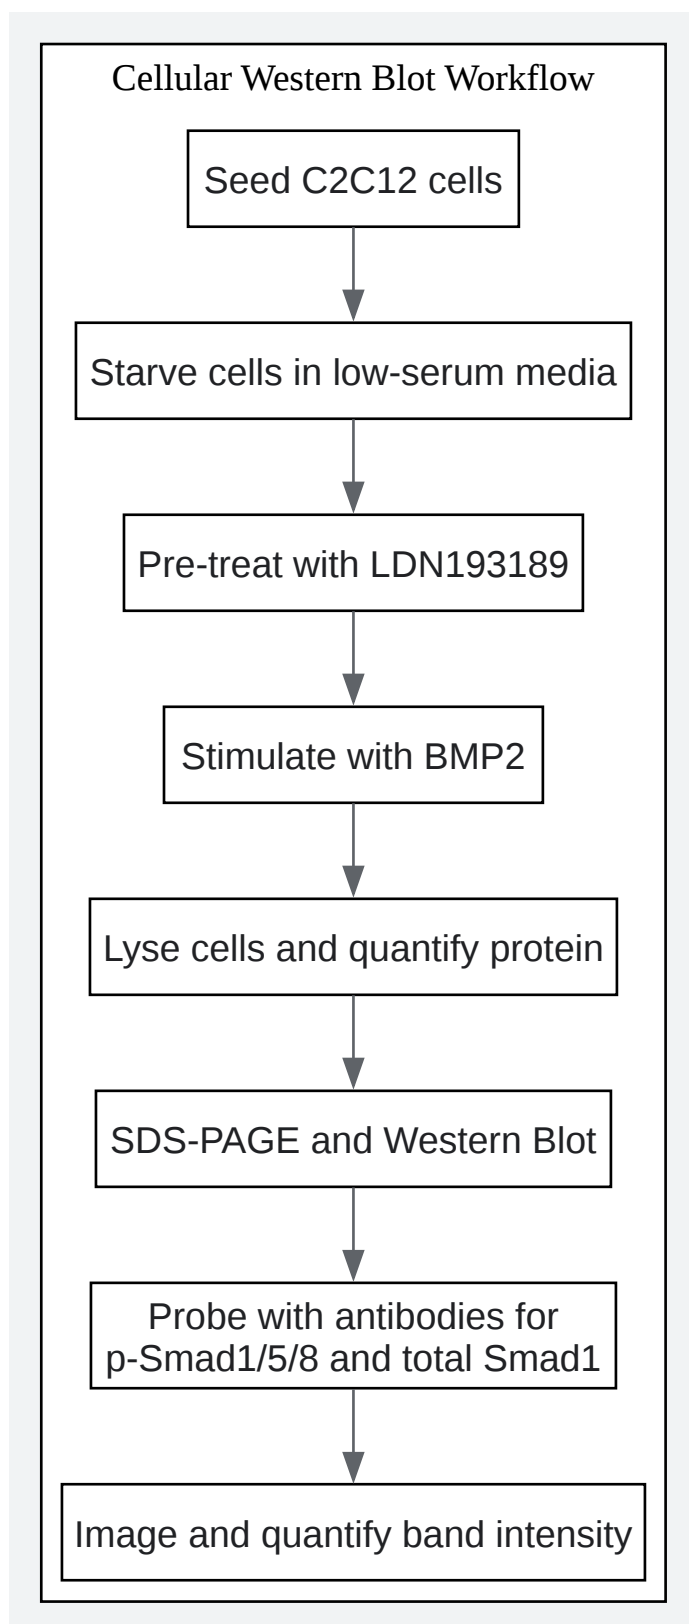 Cellular Western Blot Workflow
Seed C2C12 cells
Starve cells in low-serum media
Pre-treat with LDN193189
Stimulate with BMP2
Lyse cells and quantify protein
SDS-PAGE and Western Blot
Probe with antibodies for
p-Smad1/5/8 and total Smad1
Image and quantify band intensity